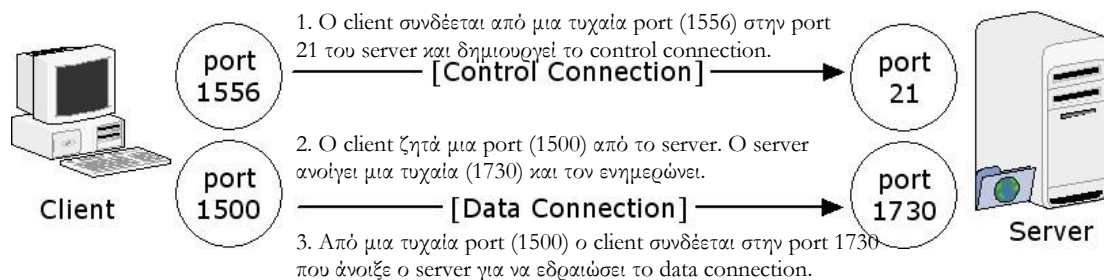 1. Ο client συνδέεται από μια τυχαία port (1556) στην port
21 του server και δημιουργεί το control connection.
port
1556
[Control Connection]
port
21
2. Ο client ζητά μια port (1500) από το server. Ο server
ανοίγει μια τυχαία (1730) και τον ενημερώνει.
Client
port
1500
[Data Connection]
port
1730
Server
3. Από μια τυχαία port (1500) ο client συνδέεται στην port 1730
που άνοιξε ο server για να εδραιώσει το data connection.